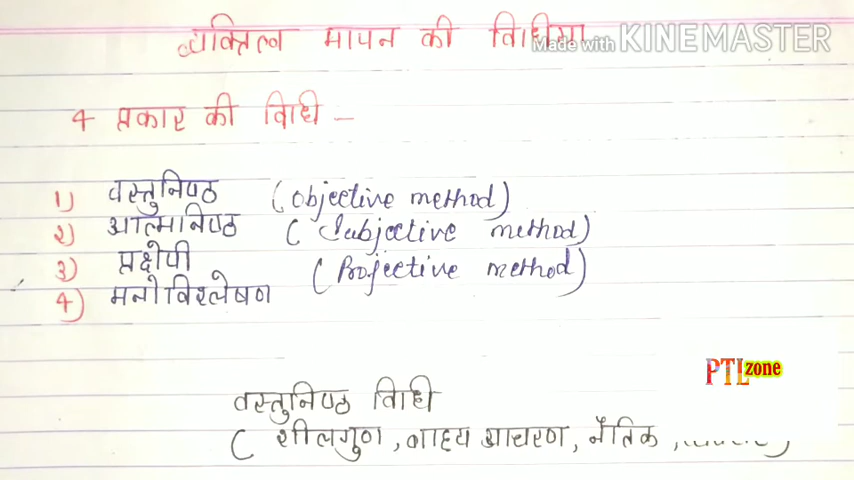 व्यक्तित्व मापन की विधियां
Made with KINEMASTER
4 प्रकार की विधि –
1) वस्तुनिष्ठ (Objective method)
2) आत्मनिष्ठ (Subjective method)
3) प्रक्षेपी (Projective method)
4) मनोविश्लेषण
PTLzone
वस्तुनिष्ठ विधि
( शीलगुण, बाह्य आचरण, नैतिक,